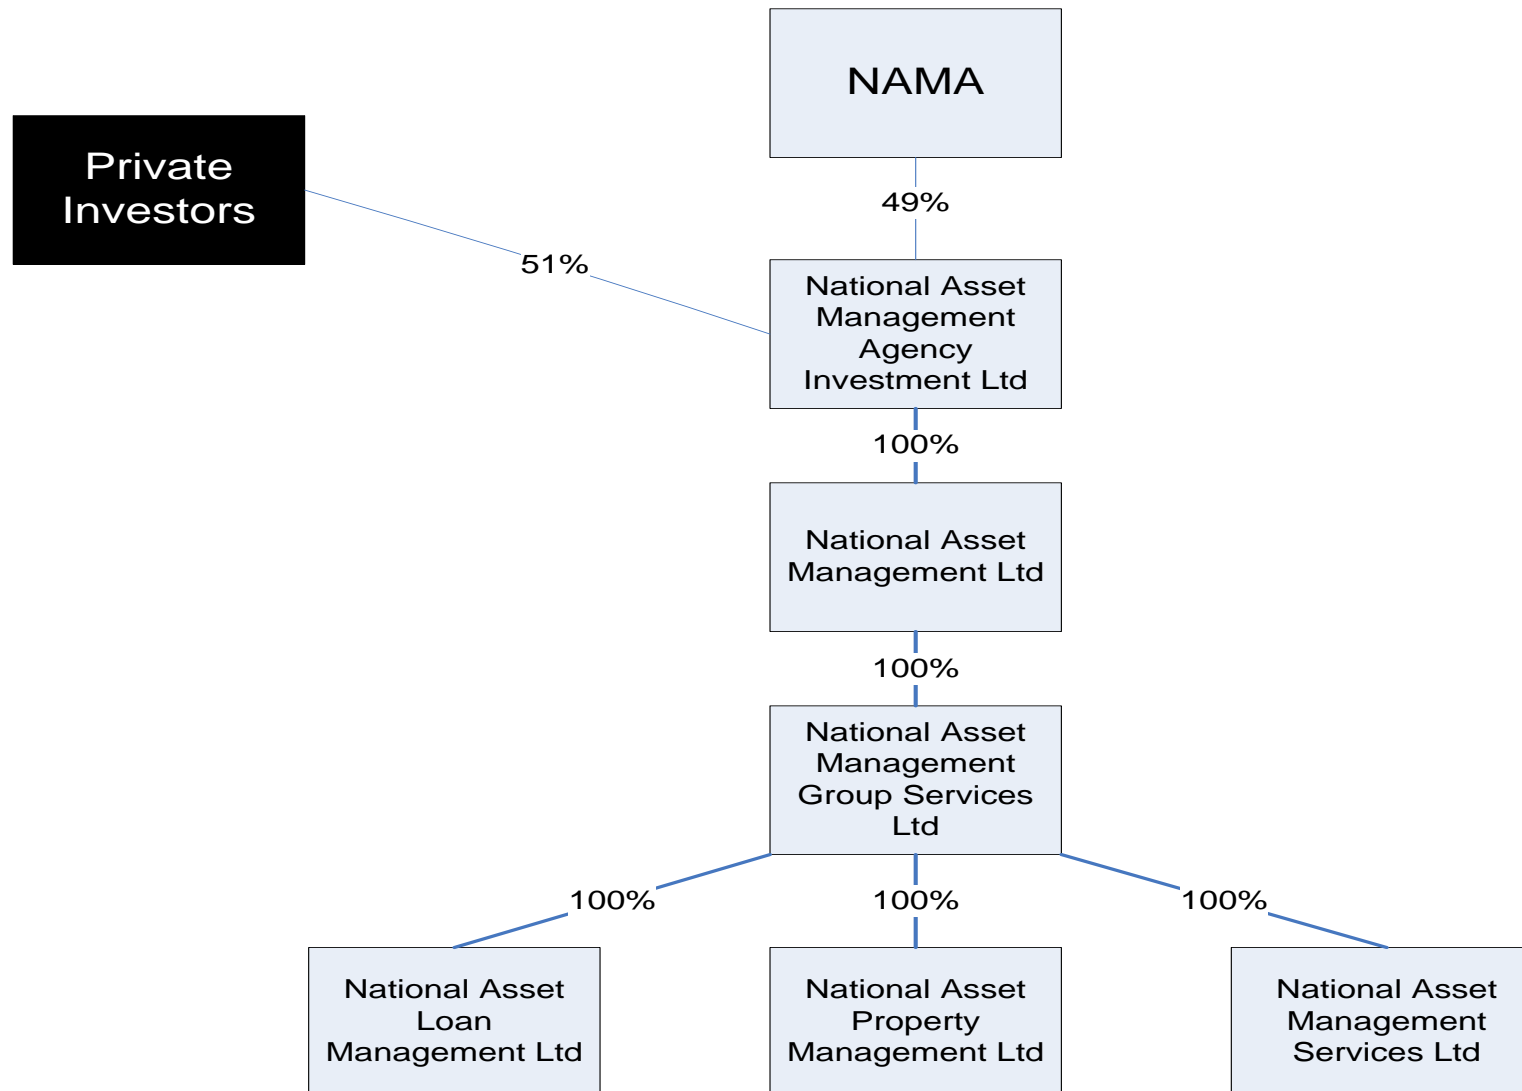 NAMA
Private
Investors
49%
51%
National Asset
Management
Agency
Investment Ltd
100%
National Asset
Management Ltd
100%
National Asset
Management
Group Services
Ltd
100%
100%
100%
National Asset
Loan
Management Ltd
National Asset
Property
Management Ltd
National Asset
Management
Services Ltd